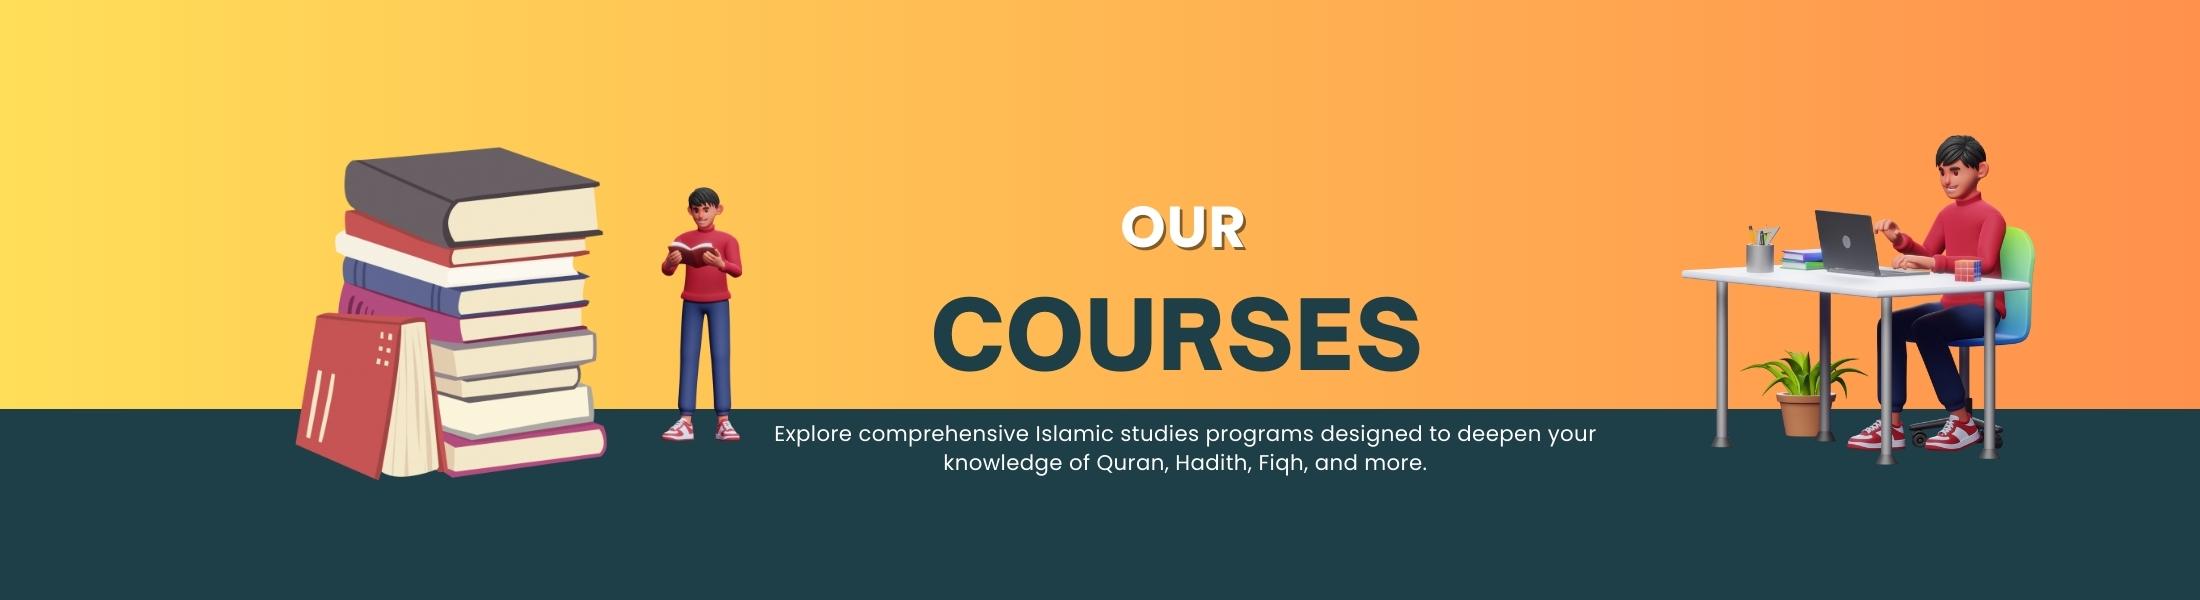 OUR
COURSES
Explore comprehensive Islamic studies programs designed to deepen your
knowledge of Quran, Hadith, Fiqh, and more.